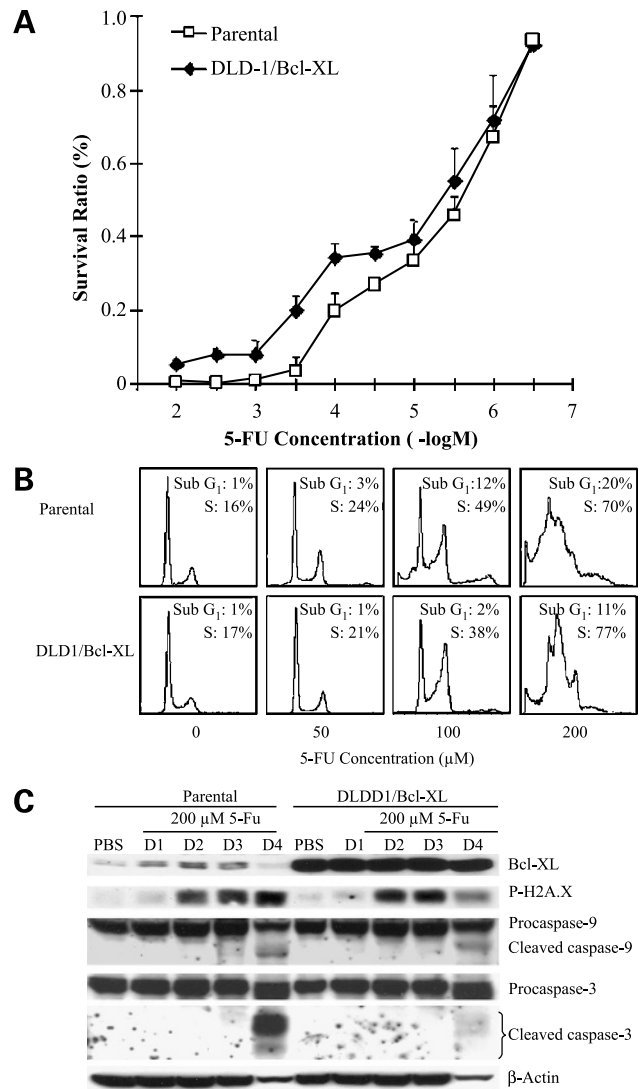 A
1.0
0.8
0.6
0.4
0.2
0
Survival Ratio (%)
Parental
DLD-1/Bcl-XL
2 3 4 5 6 7
5-FU Concentration ( -logM)
B
Parental
Sub G1: 1%
S: 16%
Sub G1: 3%
S: 24%
Sub G1:12%
S: 49%
Sub G1:20%
S: 70%
DLD1/Bcl-XL
Sub G1: 1%
S: 17%
Sub G1: 1%
S: 21%
Sub G1: 2%
S: 38%
Sub G1: 11%
S: 77%
0 50 100 200
5-FU Concentration (µM)
C
Parental DLDD1/Bcl-XL
200 µM 5-Fu 200 µM 5-Fu
PBS D1 D2 D3 D4 PBS D1 D2 D3 D4
Bcl-XL
P-H2A.X
Procaspase-9
Cleaved caspase-9
Procaspase-3
Cleaved caspase-3
β-Actin